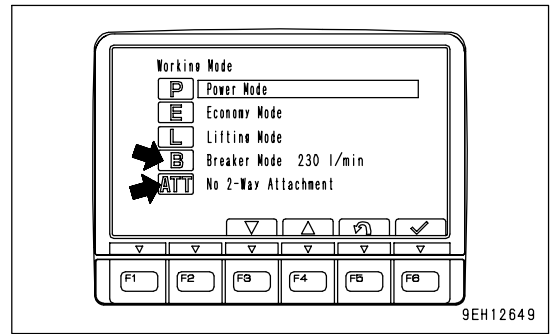 Working Mode
P Power Mode
E Economy Mode
L Lifting Mode
B Breaker Mode 230 l/min
ATT No 2-Way Attachment
F1 F2 F3 F4 F5 F6
9EH12649